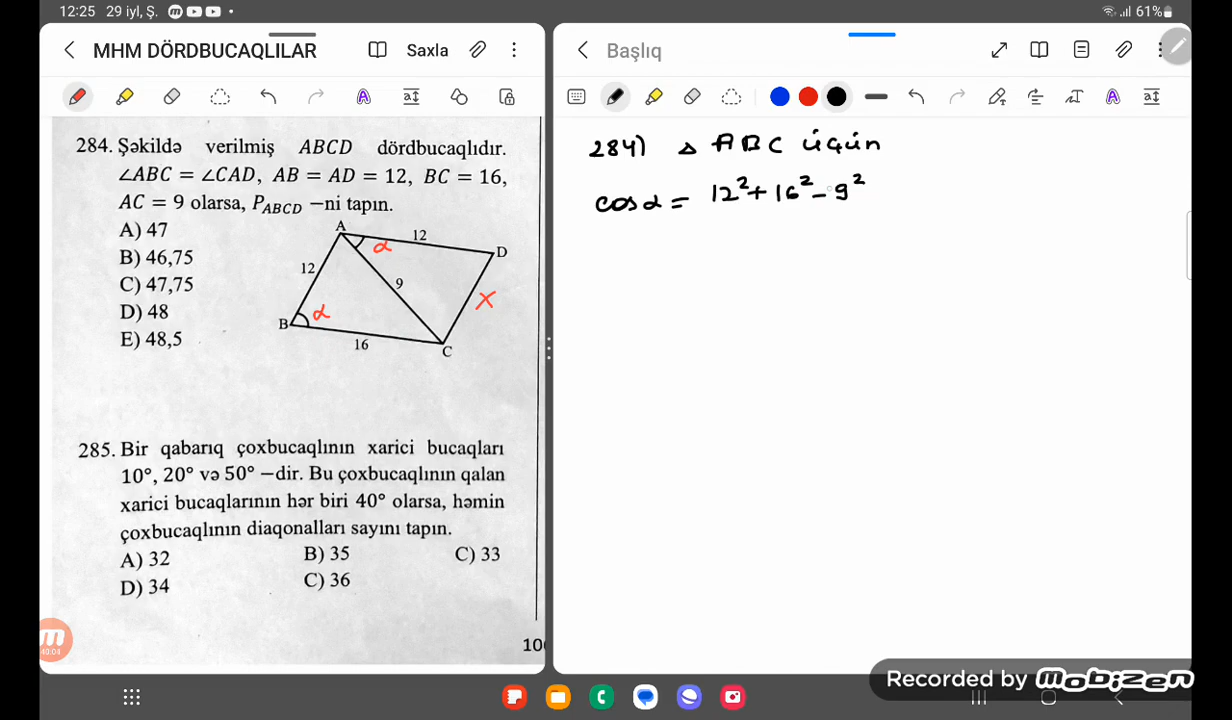 12:25 29 iyl, Ş.
61%
MHM DÖRDBUCAQLILAR
Saxla
Başlıq
284. Şəkildə verilmiş ABCD dördbucaqlıdır.
∠ABC = ∠CAD, AB = AD = 12, BC = 16,
AC = 9 olarsa, P_ABCD −ni tapın.
A) 47
B) 46,75
C) 47,75
D) 48
E) 48,5
A
12
α
D
12
9
x
B
α
16
C
285. Bir qabarıq çoxbucaqlının xarici bucaqları
10°, 20° və 50° −dir. Bu çoxbucaqlının qalan
xarici bucaqlarının hər biri 40° olarsa, həmin
çoxbucaqlının diaqonalları sayını tapın.
A) 32 B) 35 C) 33
D) 34 C) 36
10
40:04
284) △ ABC üçün
cos α = 12² + 16² − 9²
Recorded by mobizen